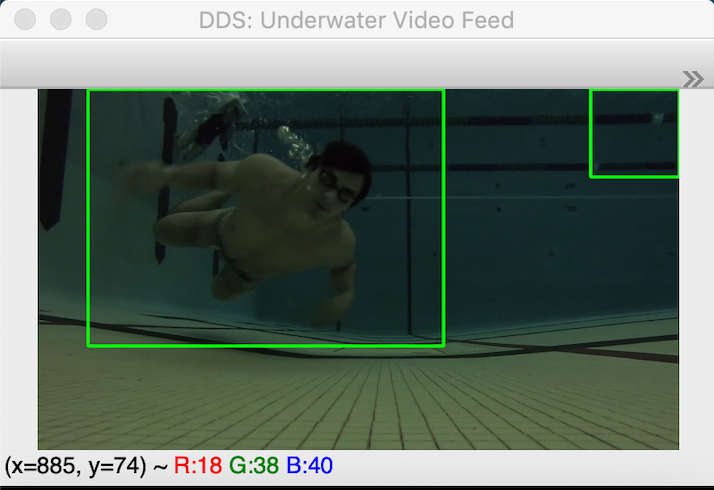 DDS: Underwater Video Feed
(x=885, y=74) ~ R:18 G:38 B:40